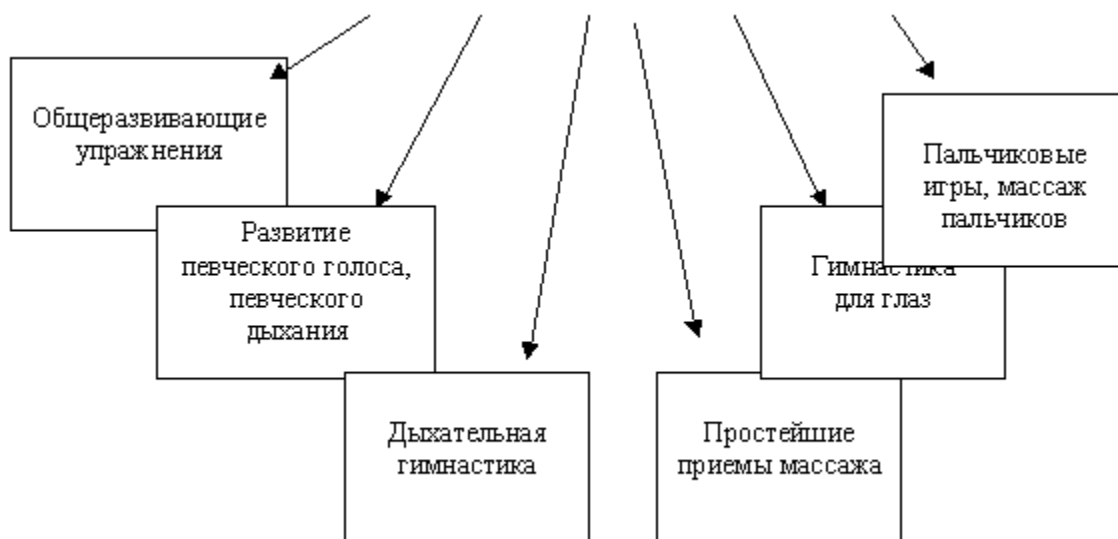 Общеразвивающие
упражнения
Развитие
певческого голоса,
певческого
дыхания
Дыхательная
гимнастика
Простейшие
приемы массажа
Гимнастика
для глаз
Пальчиковые
игры, массаж
пальчиков